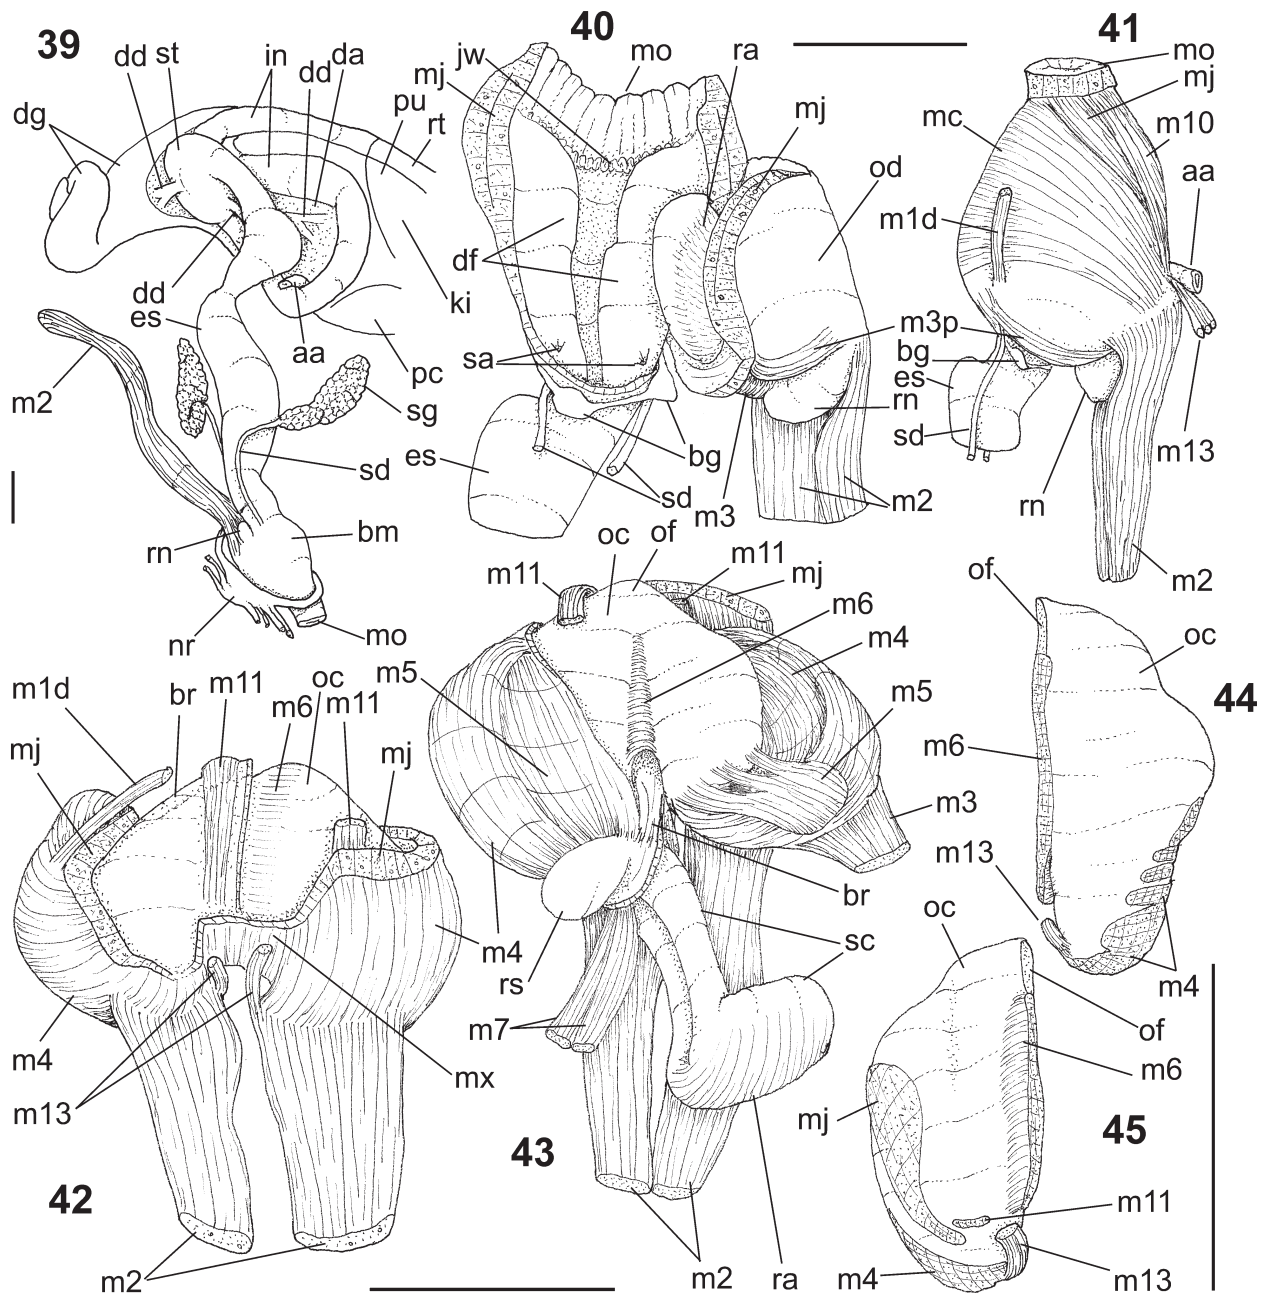 39
dd
st
in
dd
da
dg
pu
rt
dd
es
aa
ki
pc
m2
sg
sd
rn
bm
nr
mo
40
jw
mj
mo
ra
mj
od
df
sa
m3p
rn
es
bg
sd
m3
m2
41
mo
mj
mc
m10
aa
m1d
bg
es
sd
rn
m13
m2
42
m1d
br
m11
m6
oc
m11
mj
mj
m4
m4
m13
mx
m2
43
oc
of
m11
m11
mj
m6
m4
m5
m5
m3
m4
br
rs
sc
m7
m2
ra
44
of
oc
m6
m13
m4
45
oc
of
m6
mj
m11
m4
m13